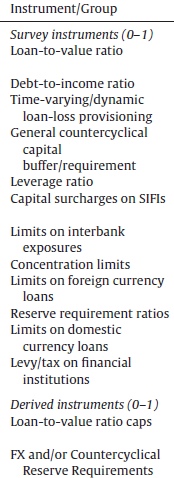 Instrument/Group
Survey instruments (0–1)
Loan-to-value ratio
Debt-to-income ratio
Time-varying/dynamic
loan-loss provisioning
General countercyclical
capital
buffer/requirement
Leverage ratio
Capital surcharges on SIFIs
Limits on interbank
exposures
Concentration limits
Limits on foreign currency
loans
Reserve requirement ratios
Limits on domestic
currency loans
Levy/tax on financial
institutions
Derived instruments (0–1)
Loan-to-value ratio caps
FX and/or Countercyclical
Reserve Requirements